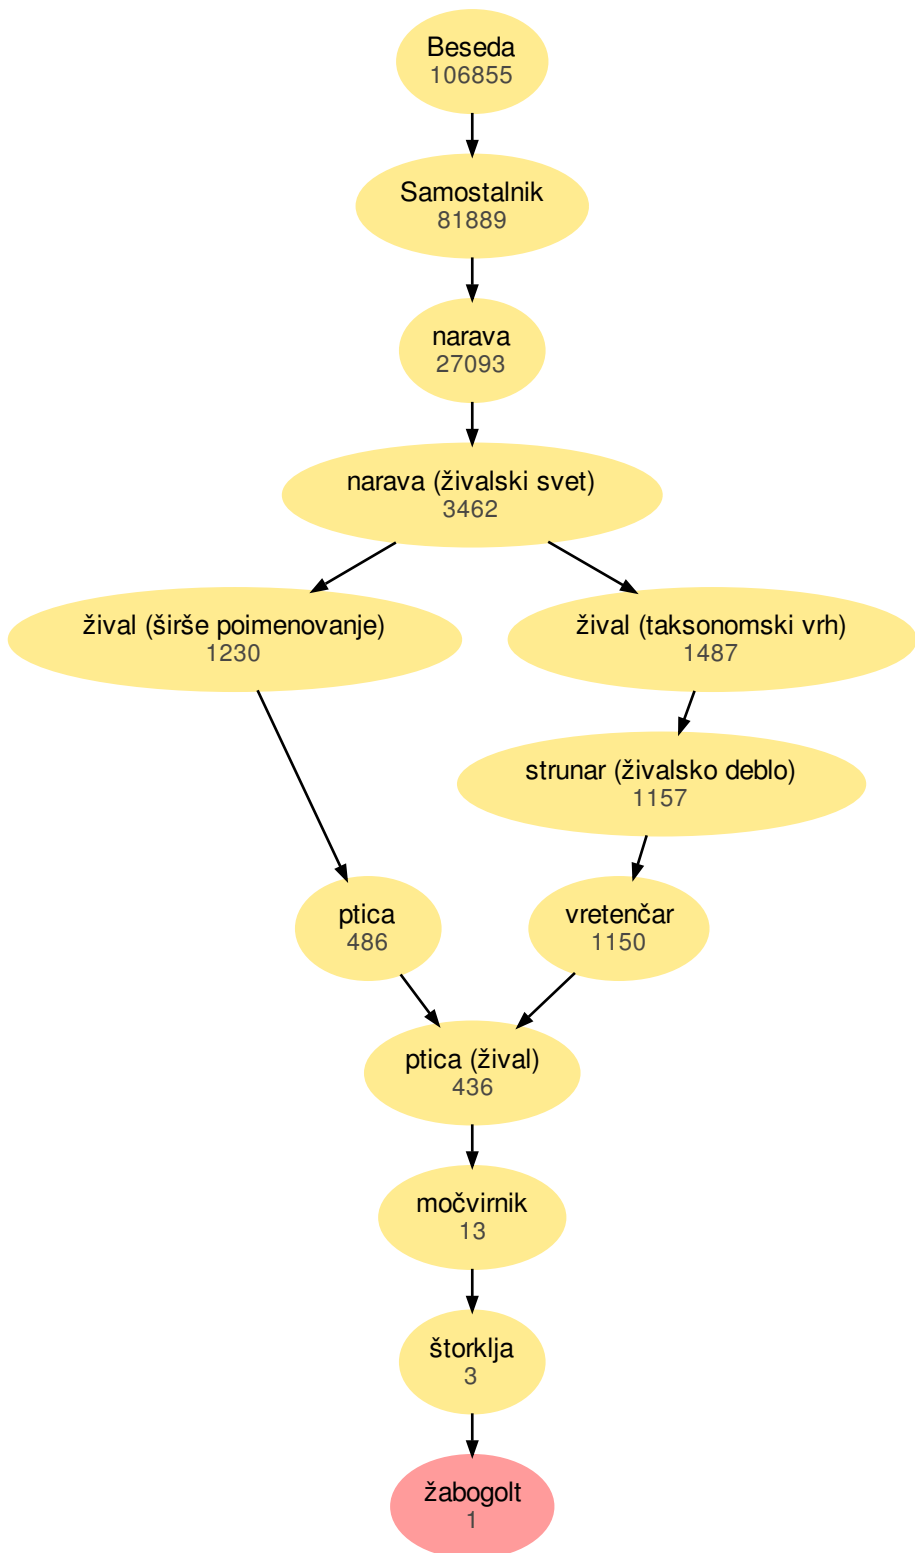 Beseda
106855
Samostalnik
81889
narava
27093
narava (živalski svet)
3462
žival (širše poimenovanje)
1230
žival (taksonomski vrh)
1487
strunar (živalsko deblo)
1157
ptica
486
vretenčar
1150
ptica (žival)
436
močvirnik
13
štorklja
3
žabogolt
1